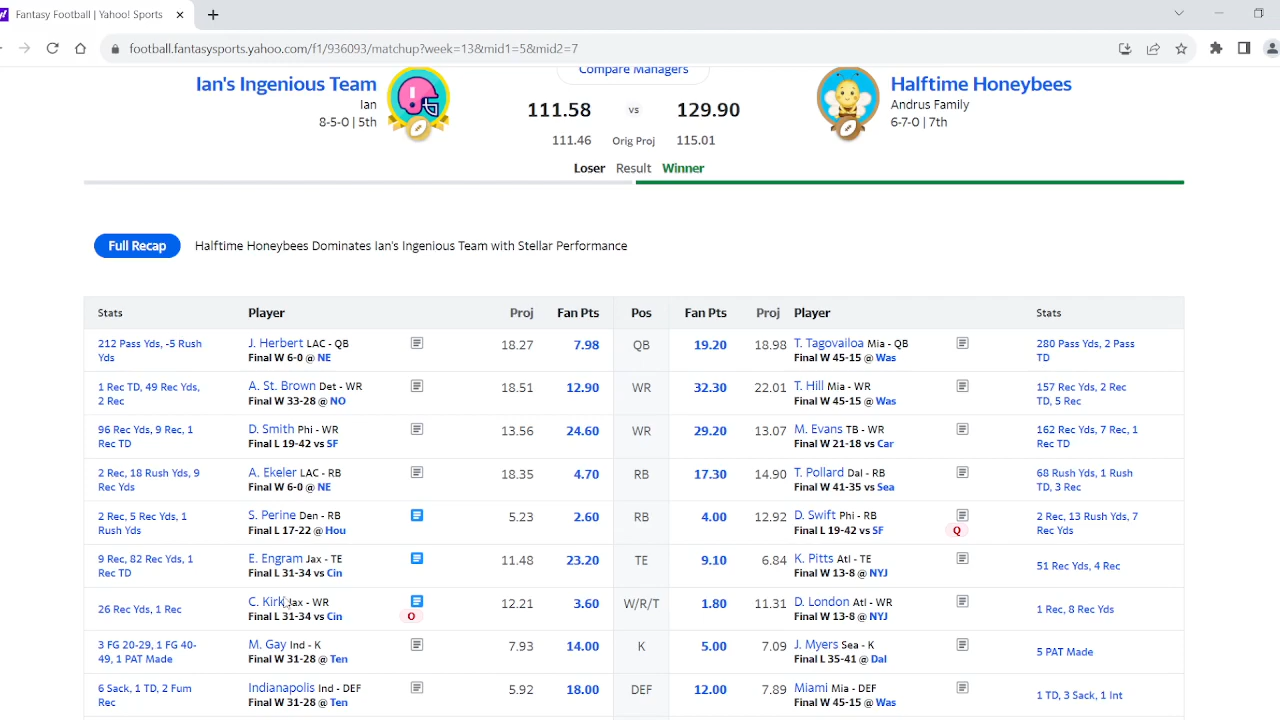 Fantasy Football | Yahoo! Sports
football.fantasysports.yahoo.com/f1/936093/matchup?week=13&mid1=5&mid2=7
Compare Managers
Ian's Ingenious Team
Ian
8-5-0 | 5th
111.58 vs 129.90
111.46 Orig Proj 115.01
Loser Result Winner
Halftime Honeybees
Andrus Family
6-7-0 | 7th
Full Recap Halftime Honeybees Dominates Ian's Ingenious Team with Stellar Performance
Stats Player Proj Fan Pts Pos Fan Pts Proj Player Stats
212 Pass Yds, -5 Rush J. Herbert LAC - QB 18.27 7.98 QB 19.20 18.98 T. Tagovailoa Mia - QB 280 Pass Yds, 2 Pass
Yds Final W 6-0 @ NE Final W 45-15 @ Was TD
1 Rec TD, 49 Rec Yds, A. St. Brown Det - WR 18.51 12.90 WR 32.30 22.01 T. Hill Mia - WR 157 Rec Yds, 2 Rec
2 Rec Final W 33-28 @ NO Final W 45-15 @ Was TD, 5 Rec
96 Rec Yds, 9 Rec, 1 D. Smith Phi - WR 13.56 24.60 WR 29.20 13.07 M. Evans TB - WR 162 Rec Yds, 7 Rec, 1
Rec TD Final L 19-42 vs SF Final W 21-18 vs Car Rec TD
2 Rec, 18 Rush Yds, 9 A. Ekeler LAC - RB 18.35 4.70 RB 17.30 14.90 T. Pollard Dal - RB 68 Rush Yds, 1 Rush
Rec Yds Final W 6-0 @ NE Final W 41-35 vs Sea TD, 3 Rec
2 Rec, 5 Rec Yds, 1 S. Perine Den - RB 5.23 2.60 RB 4.00 12.92 D. Swift Phi - RB 2 Rec, 13 Rush Yds, 7
Rush Yds Final L 17-22 @ Hou Final L 19-42 vs SF Q Rec Yds
9 Rec, 82 Rec Yds, 1 E. Engram Jax - TE 11.48 23.20 TE 9.10 6.84 K. Pitts Atl - TE 51 Rec Yds, 4 Rec
Rec TD Final L 31-34 vs Cin Final W 13-8 @ NYJ
26 Rec Yds, 1 Rec C. Kirk Jax - WR 12.21 3.60 W/R/T 1.80 11.31 D. London Atl - WR 1 Rec, 8 Rec Yds
Final L 31-34 vs Cin O Final W 13-8 @ NYJ
3 FG 20-29, 1 FG 40- M. Gay Ind - K 7.93 14.00 K 5.00 7.09 J. Myers Sea - K 5 PAT Made
49, 1 PAT Made Final W 31-28 @ Ten Final L 35-41 @ Dal
6 Sack, 1 TD, 2 Fum Indianapolis Ind - DEF 5.92 18.00 DEF 12.00 7.89 Miami Mia - DEF 1 TD, 3 Sack, 1 Int
Rec Final W 31-28 @ Ten Final W 45-15 @ Was